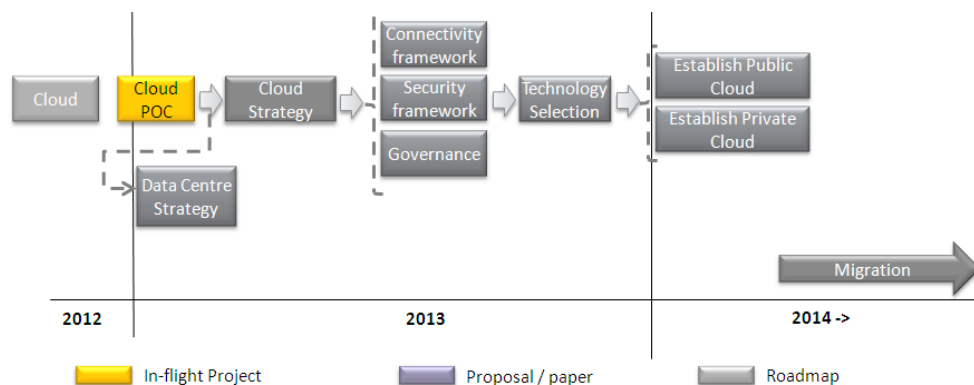 Cloud
Cloud
POC
Cloud
Strategy
Connectivity
framework
Security
framework
Governance
Technology
Selection
Establish Public
Cloud
Establish Private
Cloud
Data Centre
Strategy
Migration
2012
2013
2014 ->
In-flight Project
Proposal / paper
Roadmap